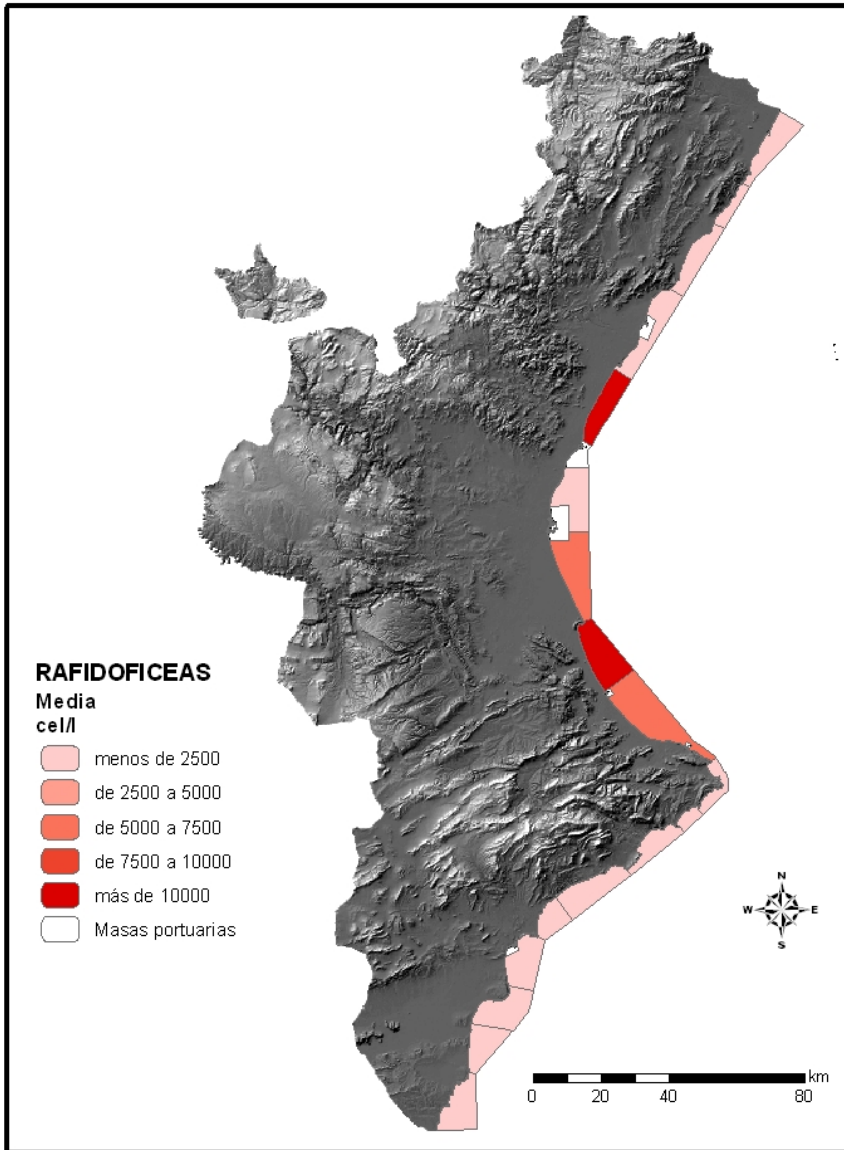 RAFIDOFICEAS
Media
cel/l
menos de 2500
de 2500 a 5000
de 5000 a 7500
de 7500 a 10000
más de 10000
Masas portuarias
N
W E
S
km
0 20 40 80